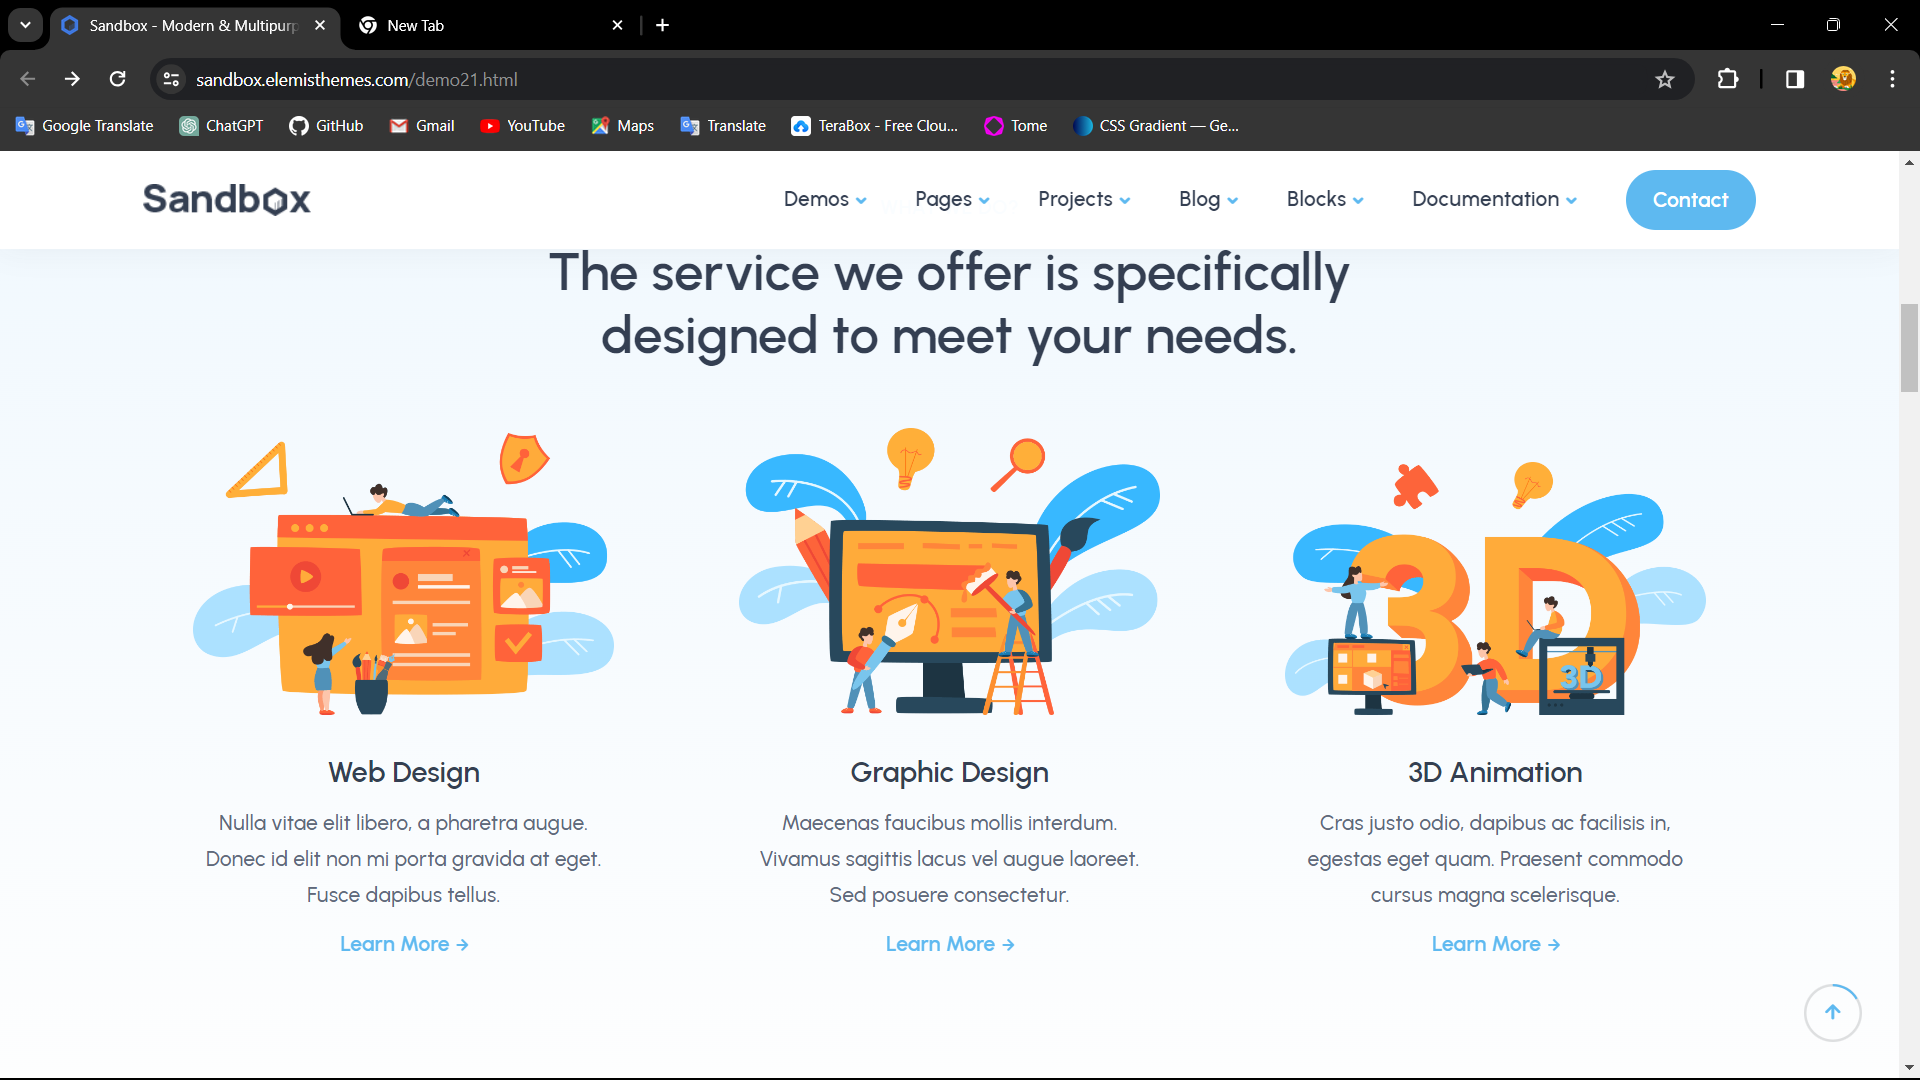 Sandbox - Modern & Multipurp
New Tab
sandbox.elemisthemes.com/demo21.html
Google Translate
ChatGPT
GitHub
Gmail
YouTube
Maps
Translate
TeraBox - Free Clou...
Tome
CSS Gradient — Ge...
Sandbox
Demos
Pages
Projects
Blog
Blocks
Documentation
Contact
The service we offer is specifically
designed to meet your needs.
3D
3D
Web Design
Nulla vitae elit libero, a pharetra augue.
Donec id elit non mi porta gravida at eget.
Fusce dapibus tellus.
Learn More →
Graphic Design
Maecenas faucibus mollis interdum.
Vivamus sagittis lacus vel augue laoreet.
Sed posuere consectetur.
Learn More →
3D Animation
Cras justo odio, dapibus ac facilisis in,
egestas eget quam. Praesent commodo
cursus magna scelerisque.
Learn More →